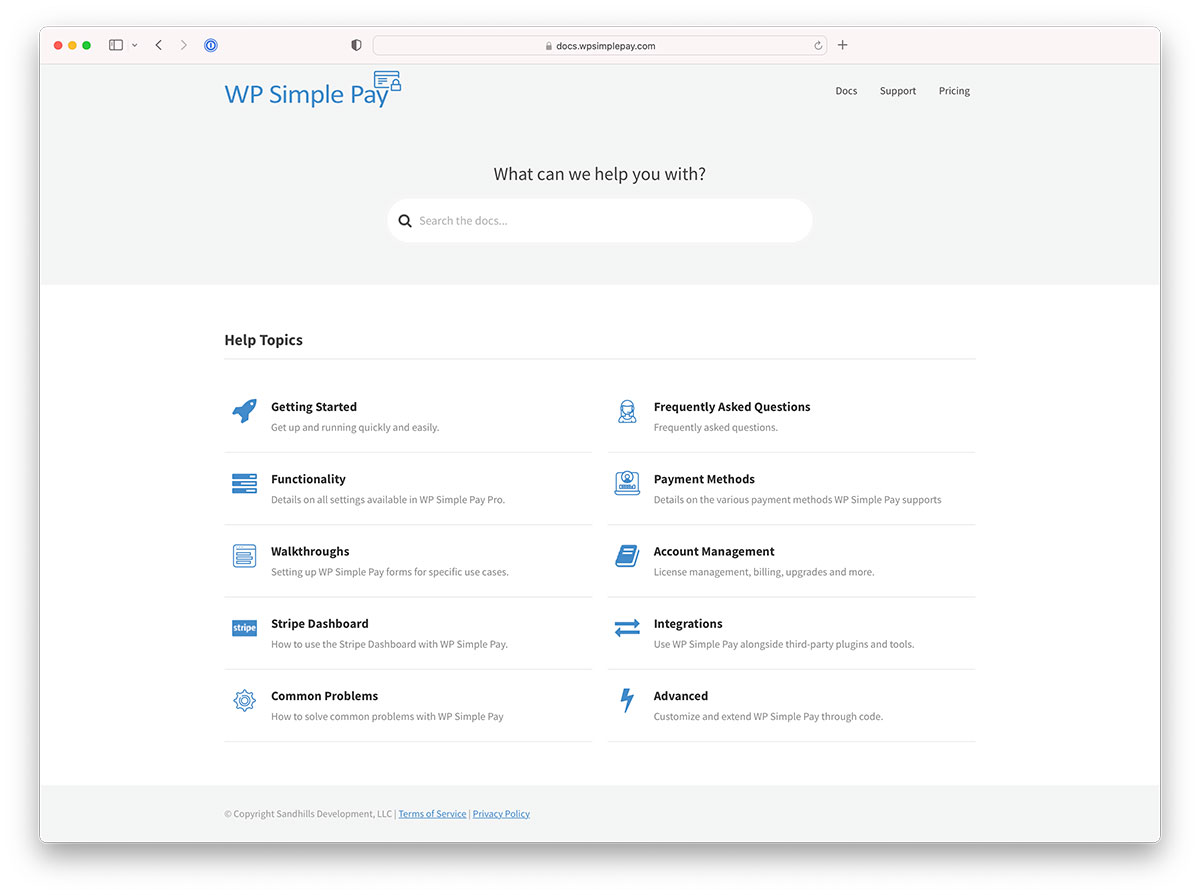 docs.wpsimplepay.com
WP Simple Pay
Docs Support Pricing
What can we help you with?
Search the docs...
Help Topics
Getting Started
Get up and running quickly and easily.
Frequently Asked Questions
Frequently asked questions.
Functionality
Details on all settings available in WP Simple Pay Pro.
Payment Methods
Details on the various payment methods WP Simple Pay supports
Walkthroughs
Setting up WP Simple Pay forms for specific use cases.
Account Management
License management, billing, upgrades and more.
stripe
Stripe Dashboard
How to use the Stripe Dashboard with WP Simple Pay.
Integrations
Use WP Simple Pay alongside third-party plugins and tools.
Common Problems
How to solve common problems with WP Simple Pay
Advanced
Customize and extend WP Simple Pay through code.
© Copyright Sandhills Development, LLC | Terms of Service | Privacy Policy